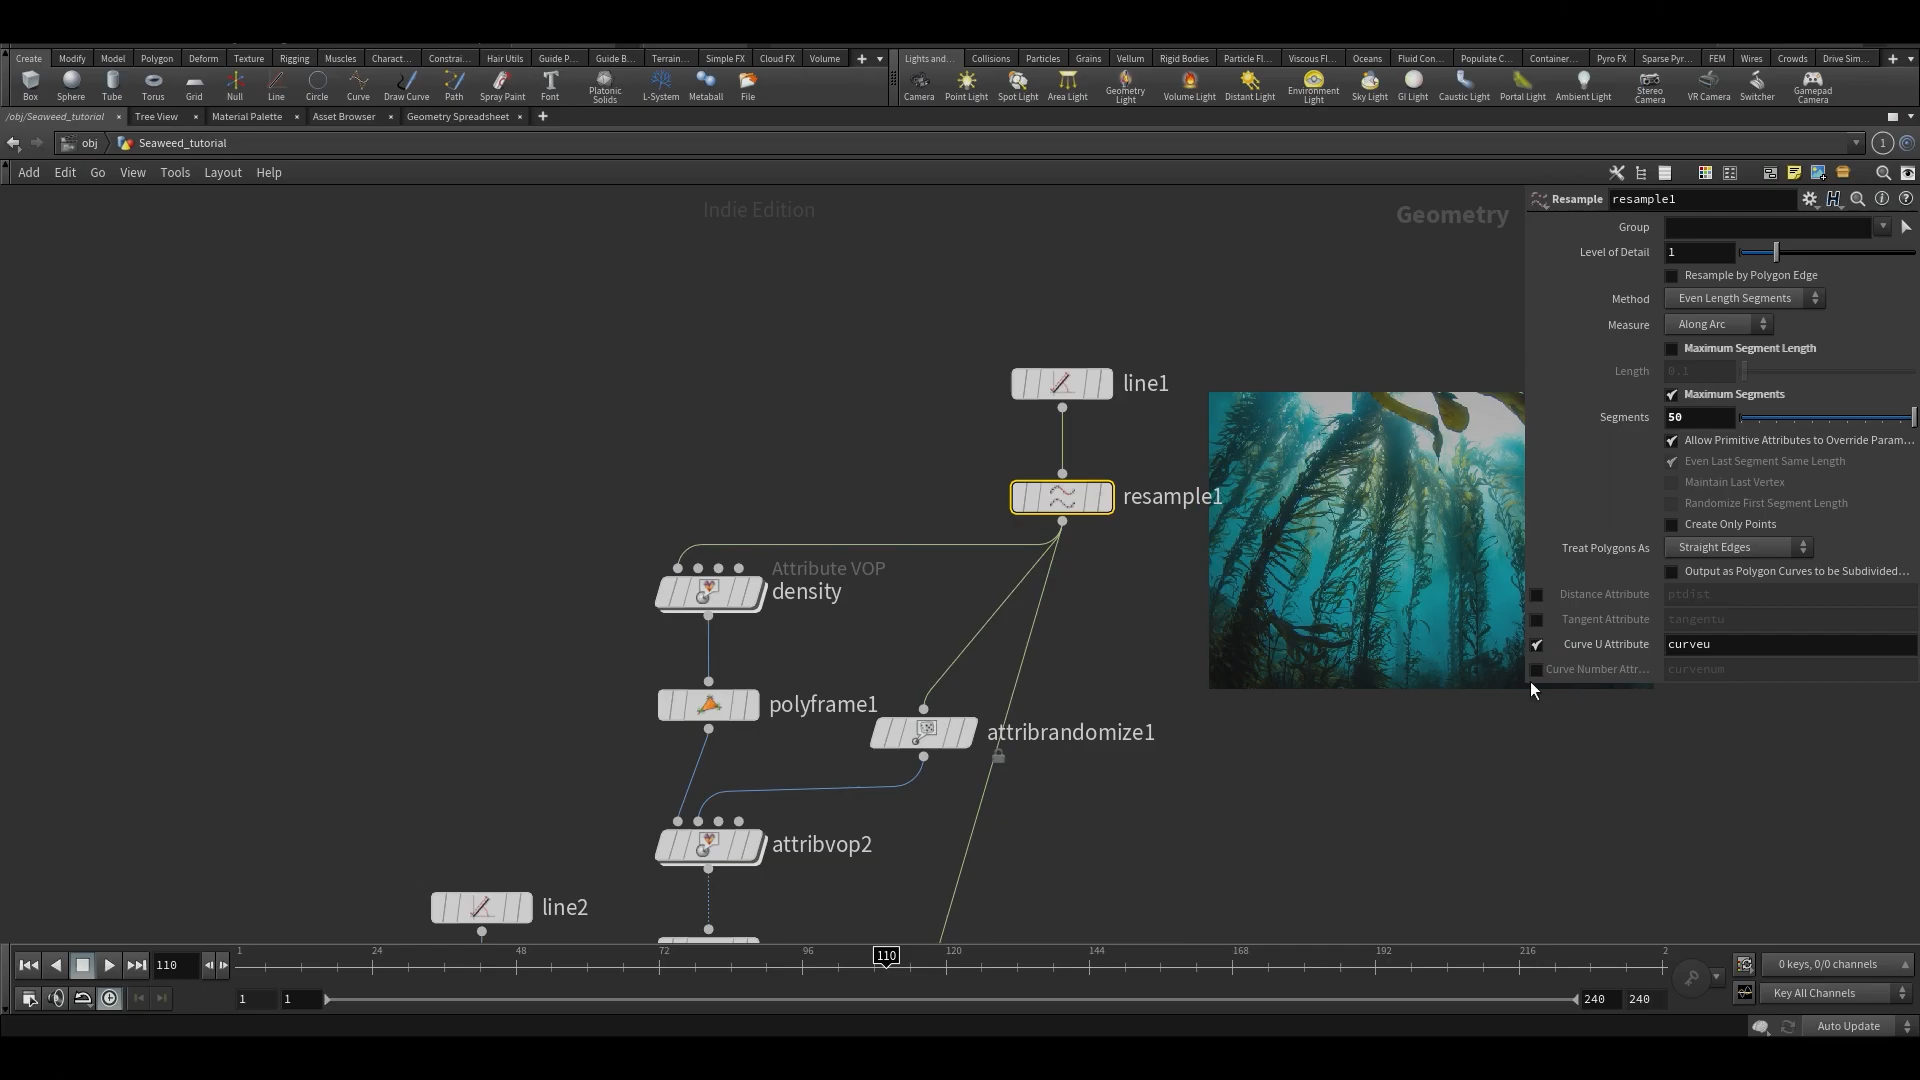 Create Modify Model Polygon Deform Texture Rigging Muscles Charact... Constrai... Hair Utils Guide P... Guide B... Terrain... Simple FX Cloud FX Volume
Lights and... Collisions Particles Grains Vellum Rigid Bodies Particle Fl... Viscous Fl... Oceans Fluid Con... Populate C... Container... Pyro FX Sparse Pyr... FEM Wires Crowds Drive Sim...
Box Sphere Tube Torus Grid Null Line Circle Curve Draw Curve Path Spray Paint Font Platonic Solids L-System Metaball File
Camera Point Light Spot Light Area Light Geometry Light Volume Light Distant Light Environment Light Sky Light GI Light Caustic Light Portal Light Ambient Light Stereo Camera VR Camera Switcher Gamepad Camera
/obj/Seaweed_tutorial Tree View Material Palette Asset Browser Geometry Spreadsheet
obj Seaweed_tutorial 1
Add Edit Go View Tools Layout Help
Indie Edition
Geometry
Resample resample1
Group
Level of Detail 1
Resample by Polygon Edge
Method Even Length Segments
Measure Along Arc
Maximum Segment Length
Length 0.1
Maximum Segments
Segments 50
Allow Primitive Attributes to Override Param...
Even Last Segment Same Length
Maintain Last Vertex
Randomize First Segment Length
Create Only Points
Treat Polygons As Straight Edges
Output as Polygon Curves to be Subdivided...
Distance Attribute ptdist
Tangent Attribute tangentu
Curve U Attribute curveu
Curve Number Attr... curvenum
line1
resample1
Attribute VOP
density
polyframe1
attribrandomize1
attribvop2
line2
110
1 24 48 72 96 110 120 144 168 192 216 2
0 keys, 0/0 channels
1 1 240 240
Key All Channels
Auto Update